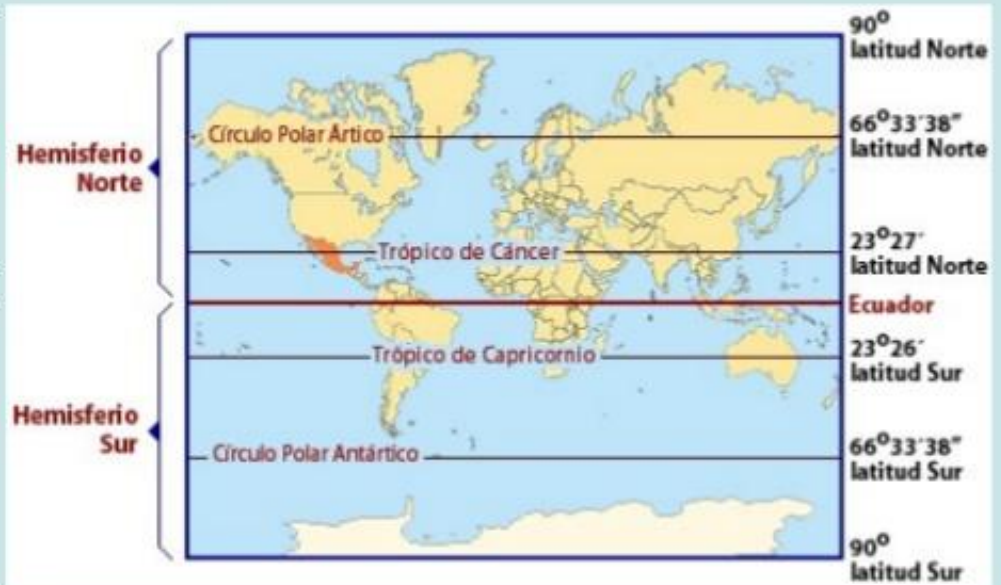 90°
latitud Norte
Círculo Polar Ártico
66°33´38”
latitud Norte
Hemisferio
Norte
Trópico de Cáncer
23°27´
latitud Norte
Ecuador
Trópico de Capricornio
23°26´
latitud Sur
Hemisferio
Sur
Círculo Polar Antártico
66°33´38”
latitud Sur
90°
latitud Sur